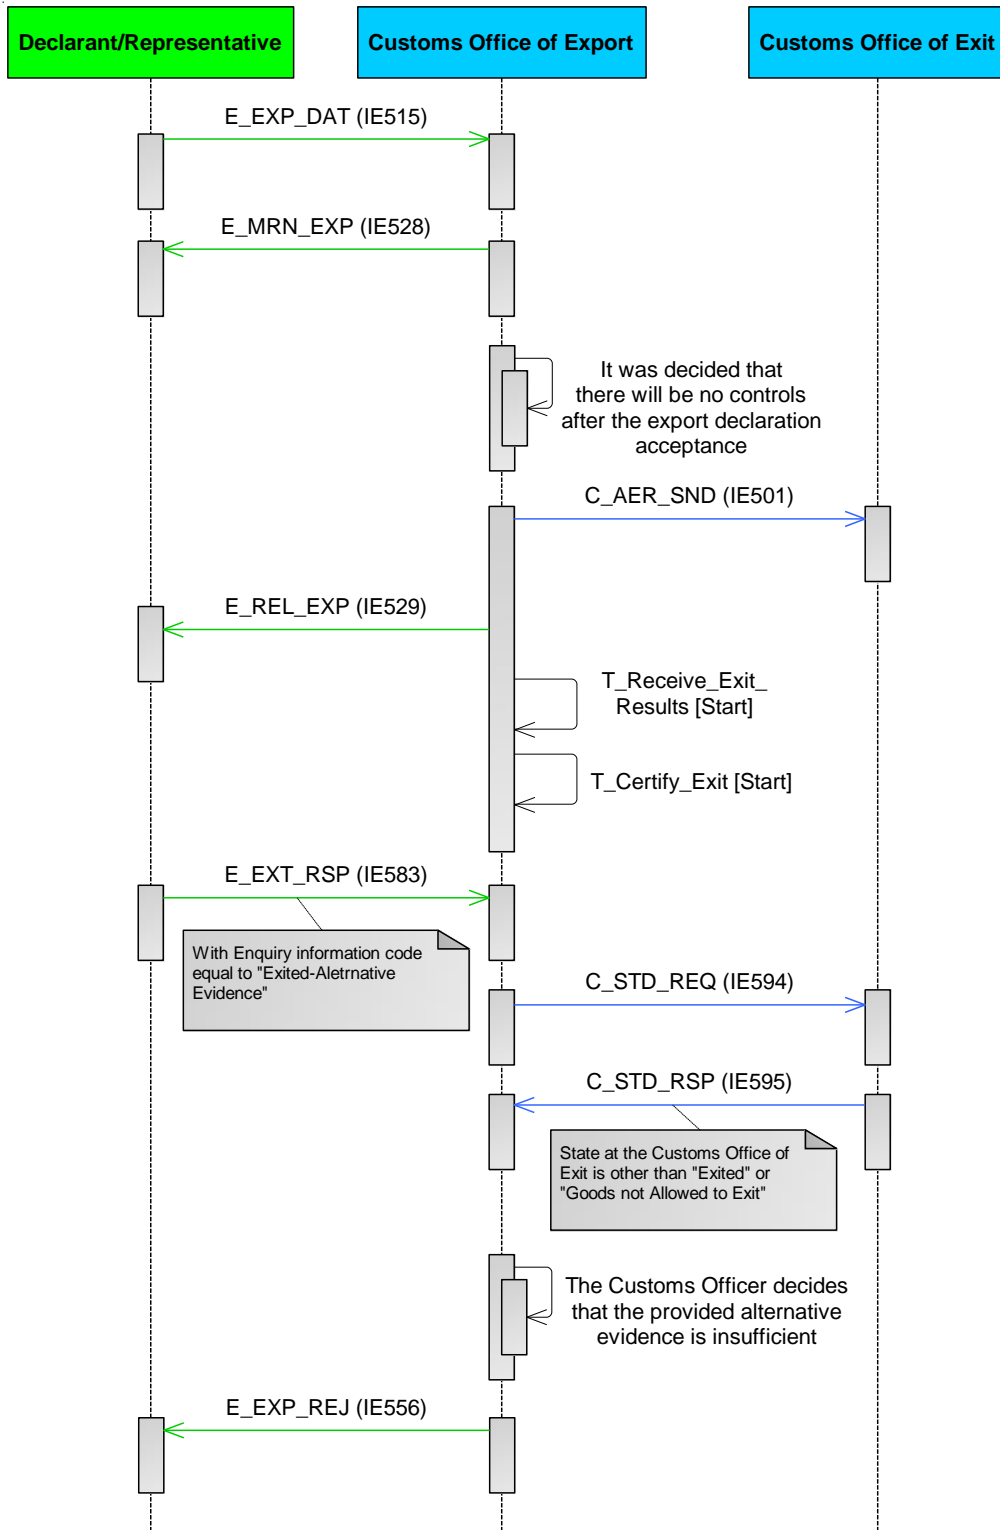 Declarant/Representative
Customs Office of Export
Customs Office of Exit
E_EXP_DAT (IE515)
E_MRN_EXP (IE528)
It was decided that
there will be no controls
after the export declaration
acceptance
C_AER_SND (IE501)
E_REL_EXP (IE529)
T_Receive_Exit_
Results [Start]
T_Certify_Exit [Start]
E_EXT_RSP (IE583)
With Enquiry information code
equal to "Exited-Aletrnative
Evidence"
C_STD_REQ (IE594)
C_STD_RSP (IE595)
State at the Customs Office of
Exit is other than "Exited" or
"Goods not Allowed to Exit"
The Customs Officer decides
that the provided alternative
evidence is insufficient
E_EXP_REJ (IE556)